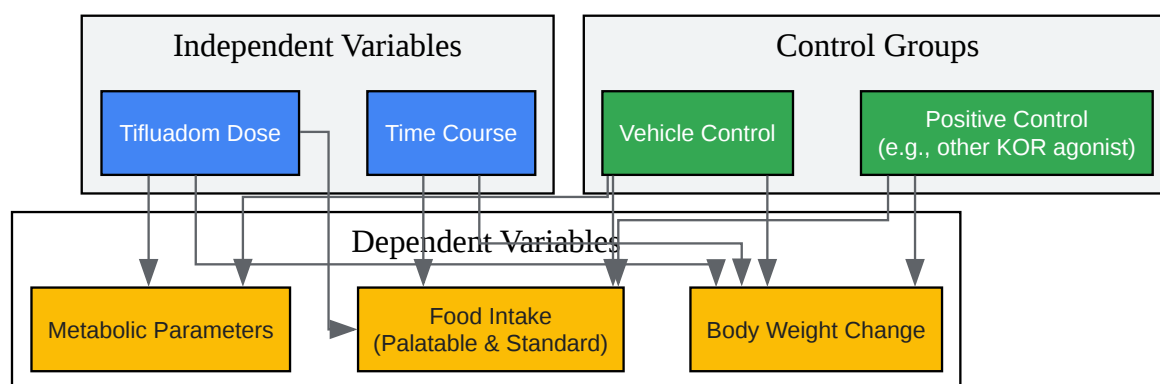 Independent Variables
Control Groups
Tifluadom Dose
Time Course
Vehicle Control
Positive Control
(e.g., other KOR agonist)
Dependent Variables
Metabolic Parameters
Food Intake
(Palatable & Standard)
Body Weight Change